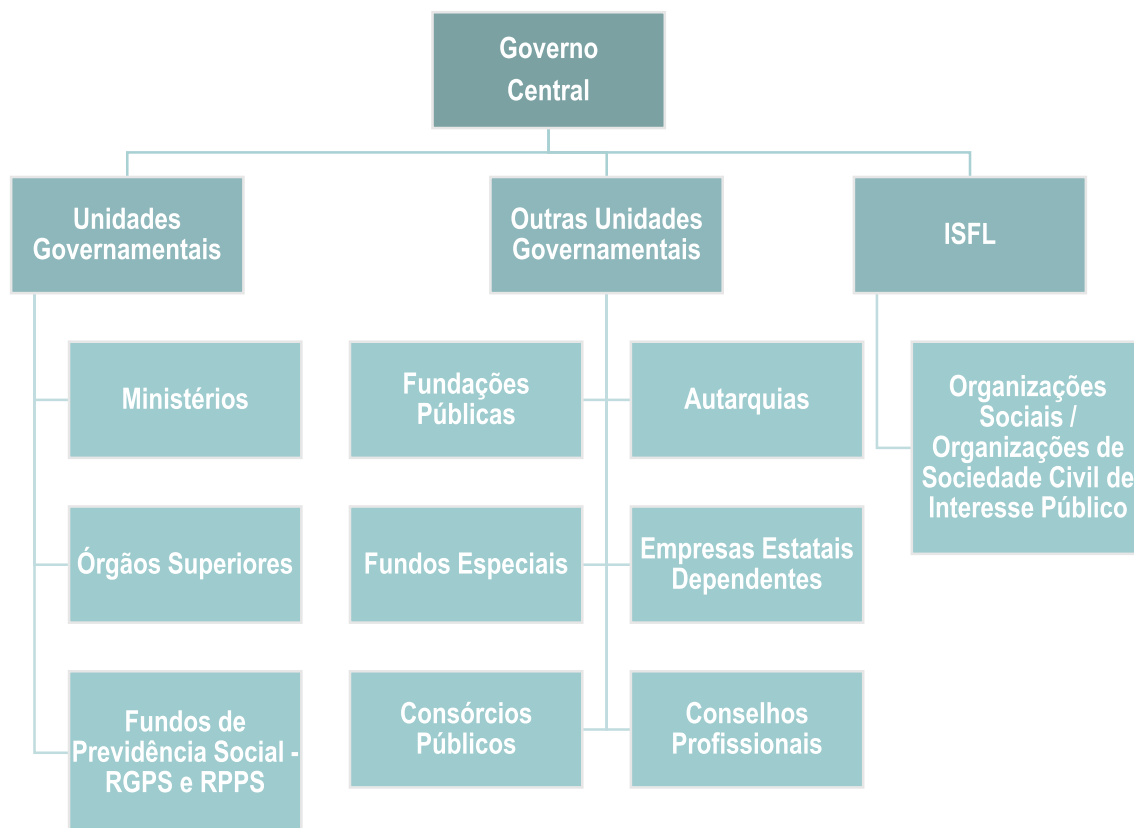 Governo
Central
Unidades
Governamentais
Outras Unidades
Governamentais
ISFL
Ministérios
Fundações
Públicas
Autarquias
Organizações
Sociais /
Organizações de
Sociedade Civil de
Interesse Público
Órgãos Superiores
Fundos Especiais
Empresas Estatais
Dependentes
Fundos de
Previdência Social -
RGPS e RPPS
Consórcios
Públicos
Conselhos
Profissionais